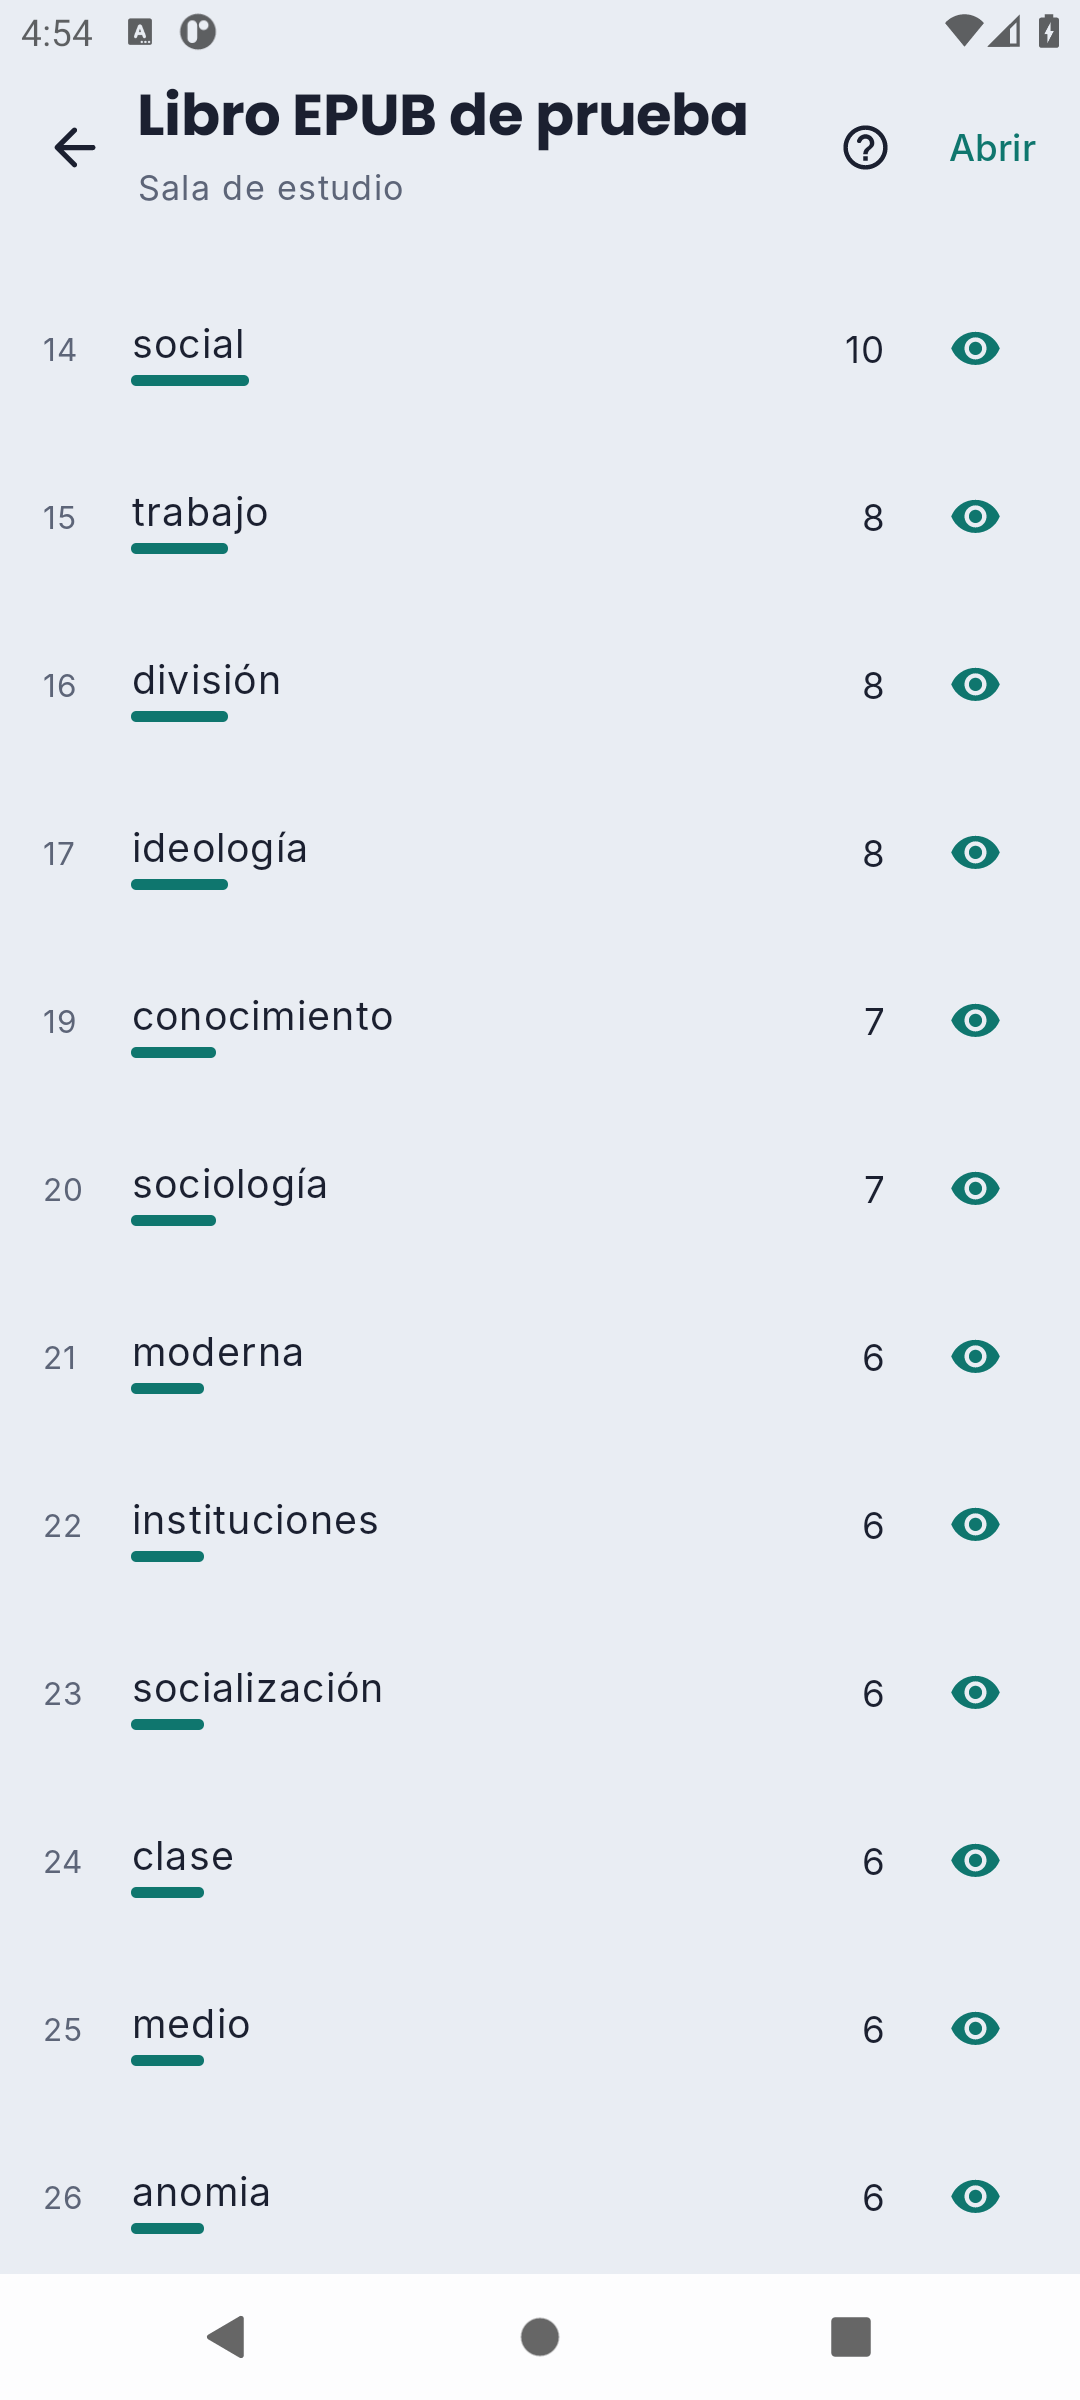 4:54
Libro EPUB de prueba
Sala de estudio
Abrir
14 social 10
15 trabajo 8
16 división 8
17 ideología 8
19 conocimiento 7
20 sociología 7
21 moderna 6
22 instituciones 6
23 socialización 6
24 clase 6
25 medio 6
26 anomia 6